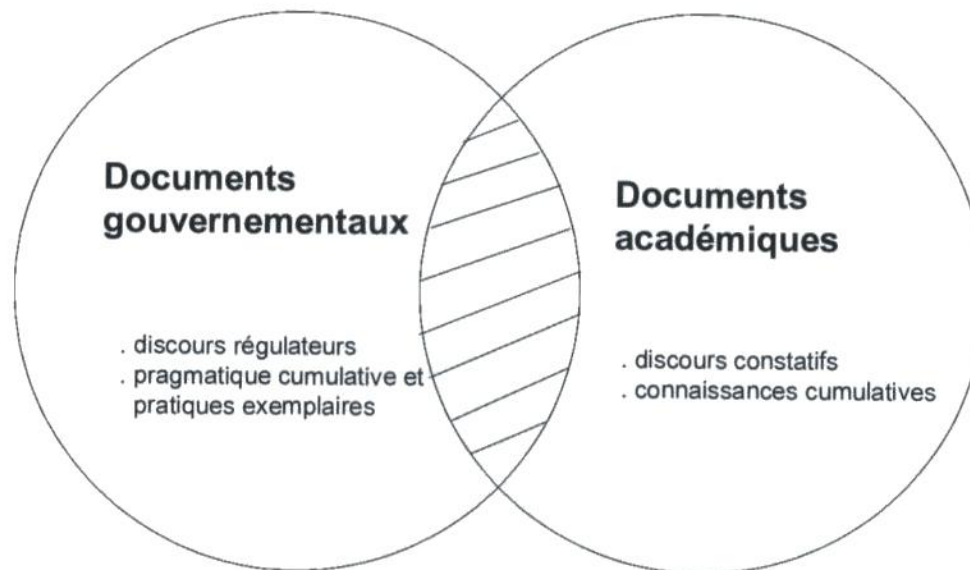 Documents
gouvernementaux
. discours régulateurs
. pragmatique cumulative et
pratiques exemplaires
Documents
académiques
. discours constatifs
. connaissances cumulatives